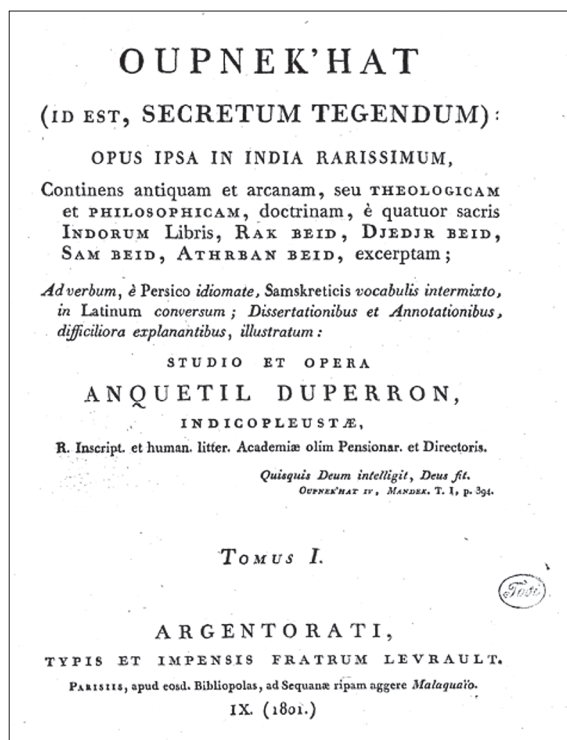 OUPNEK'HAT
(ID EST, SECRETUM TEGENDUM):
OPUS IPSA IN INDIA RARISSIMUM,
Continens antiquam et arcanam, seu THEOLOGICAM
et PHILOSOPHICAM, doctrinam, è quatuor sacris
INDORUM Libris, RAK BEID, DJEDJR BEID,
SAM BEID, ATHRBAN BEID, excerptam;
Ad verbum, è Persico idiomate, Samskreticis vocabulis intermixto,
in Latinum conversum; Dissertationibus et Annotationibus,
difficiliora explanantibus, illustratum:
STUDIO ET OPERA
ANQUETIL DUPERRON,
INDICOPLEUSTÆ,
R. Inscript. et human. litter. Academiæ olim Pensionar. et Directoris.
Quisquis Deum intelligit, Deus fit.
OUPNEK'HAT IV, MANDEK. T. I, p. 394.
TOMUS I.
ARGENTORATI,
TYPIS ET IMPENSIS FRATRUM LEVRAULT.
PARISIIS, apud eosd. Bibliopolas, ad Sequanæ ripam aggere Malaquaïo.
IX. (1801.)